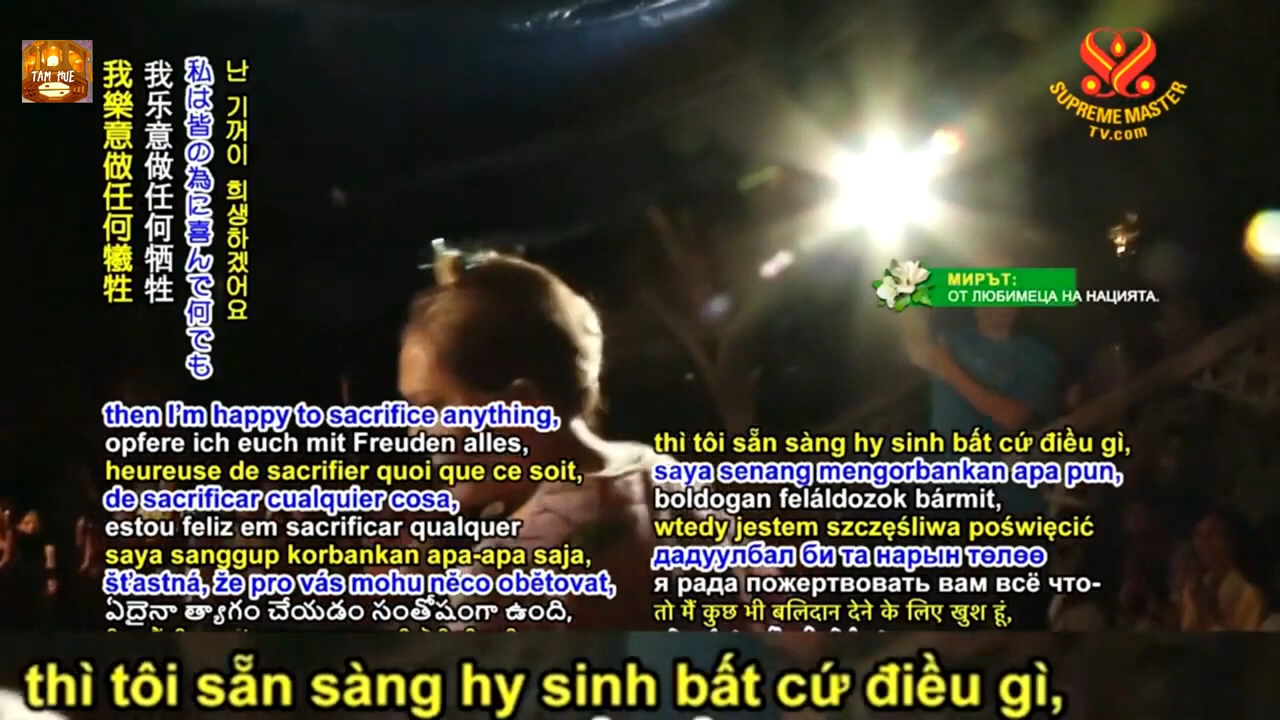 TAM HUE
我樂意做任何犧牲
我乐意做任何牺牲
私は皆の為に喜んで何でも
난 기꺼이 희생하겠어요
SUPREME MASTER
TV.com
МИРЪТ:
ОТ ЛЮБИМЕЦА НА НАЦИЯТА.
then I'm happy to sacrifice anything,
opfere ich euch mit Freuden alles,
heureuse de sacrifier quoi que ce soit,
de sacrificar cualquier cosa,
estou feliz em sacrificar qualquer
saya sanggup korbankan apa-apa saja,
šťastná, že pro vás mohu něco obětovat,
ఏదైనా త్యాగం చేయడం సంతోషంగా ఉంది,
thì tôi sẵn sàng hy sinh bất cứ điều gì,
saya senang mengorbankan apa pun,
boldogan feláldozok bármit,
wtedy jestem szczęśliwa poświęcić
дадуулбал би та нарын төлөө
я рада пожертвовать вам всё что-
तो मैं कुछ भी बलिदान देने के लिए खुश हूं,
thì tôi sẵn sàng hy sinh bất cứ điều gì,